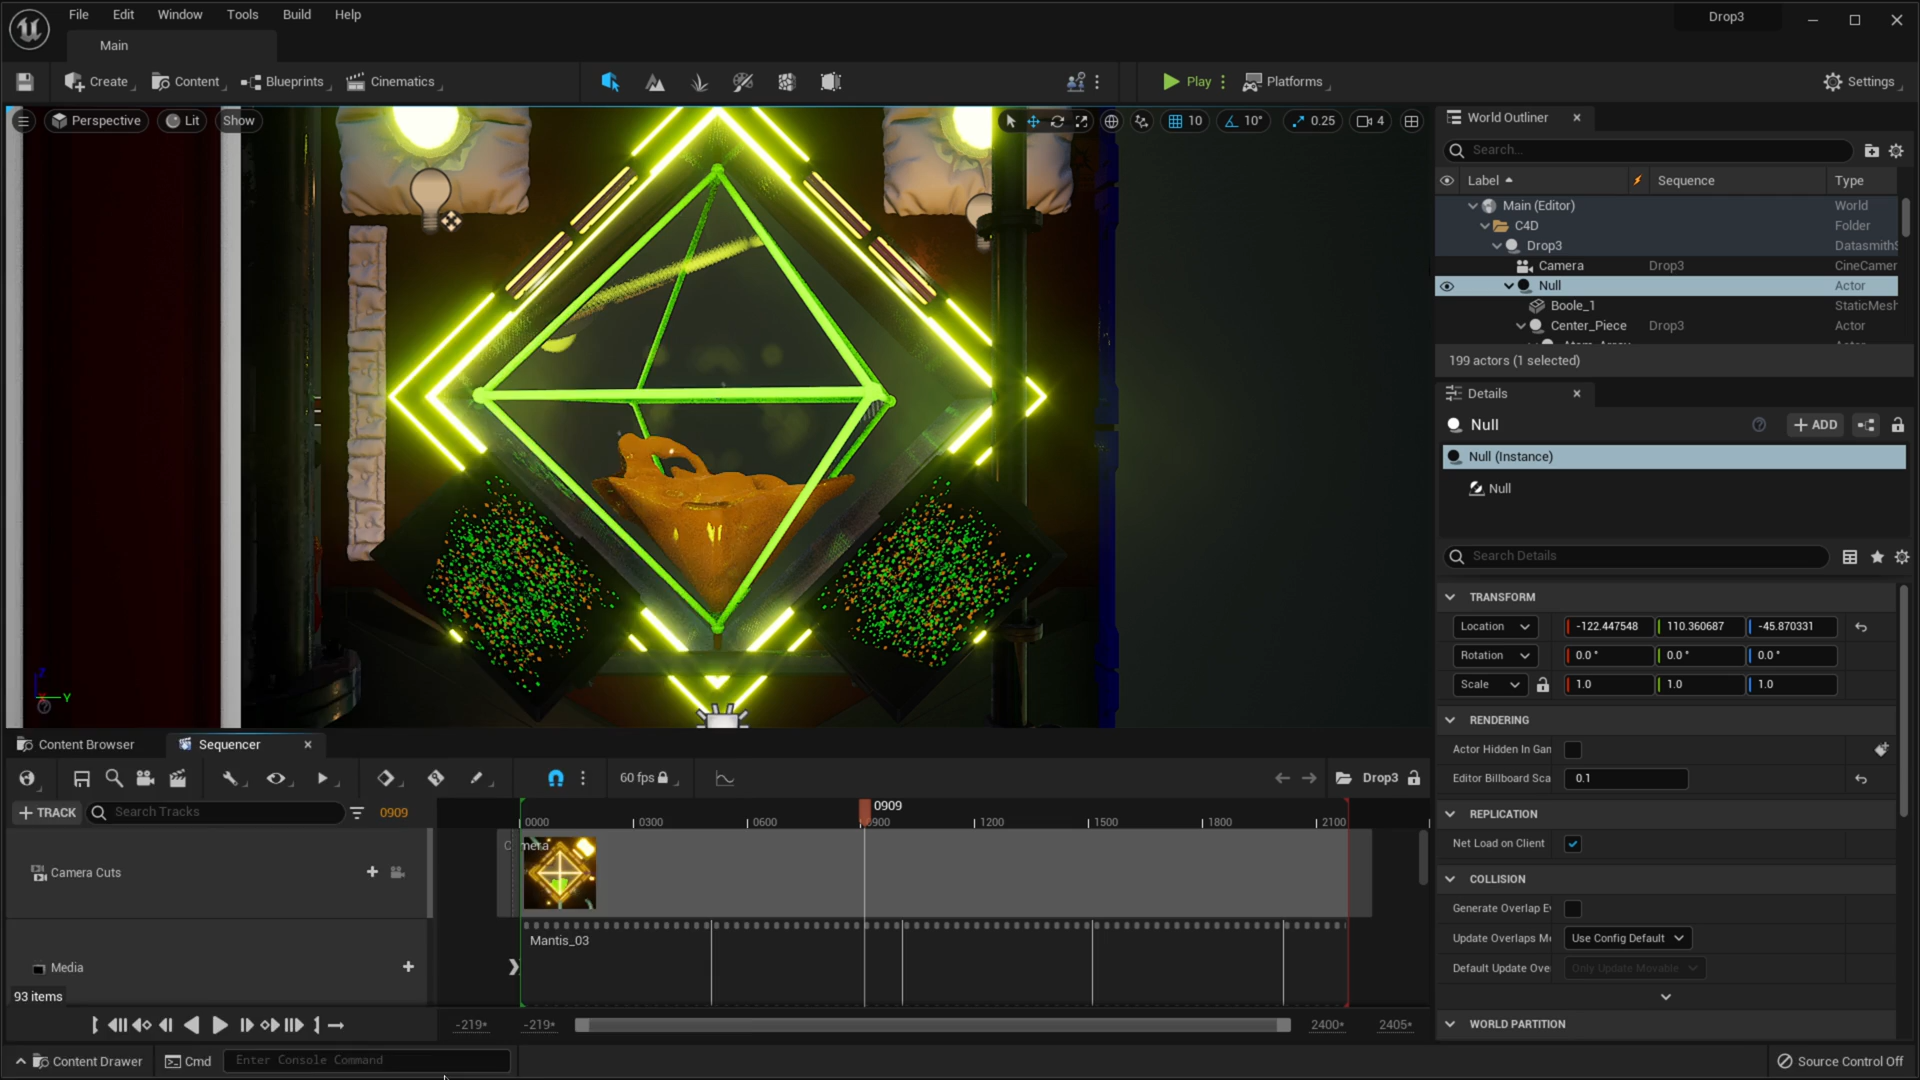 File Edit Window Tools Build Help
Drop3
Main
Create Content Blueprints Cinematics
Play Platforms Settings
Perspective Lit Show
10 10° 0.25 4
World Outliner
Search...
Label Sequence Type
Main (Editor) World
C4D Folder
Drop3 DatasmithS
Camera Drop3 CineCamer
Null Actor
Boole_1 StaticMesh
Center_Piece Drop3 Actor
199 actors (1 selected)
Details
Null
ADD
Null (Instance)
Null
Search Details
TRANSFORM
Location -122.447548 110.360687 -45.870331
Rotation 0.0 ° 0.0 ° 0.0 °
Scale 1.0 1.0 1.0
RENDERING
Actor Hidden In Gan
Editor Billboard Sca 0.1
REPLICATION
Net Load on Client
COLLISION
Generate Overlap E
Update Overlaps M Use Config Default
Default Update Ove Only Update Movable
WORLD PARTITION
Y
Content Browser Sequencer
60 fps
Drop3
TRACK Search Tracks 0909
0909
0000 0300 0600 0900 1200 1500 1800 2100
Camera Cuts
mera
Mantis_03
Media
93 items
-219* -219* 2400* 2405*
Content Drawer Cmd Enter Console Command
Source Control Off